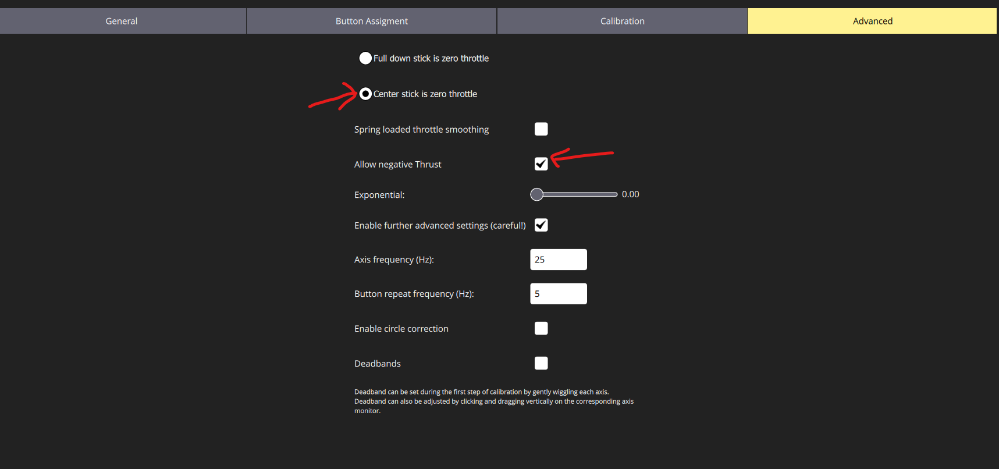 General
Button Assigment
Calibration
Advanced
Full down stick is zero throttle
Center stick is zero throttle
Spring loaded throttle smoothing
Allow negative Thrust
Exponential:
0.00
Enable further advanced settings (careful!)
Axis frequency (Hz):
25
Button repeat frequency (Hz):
5
Enable circle correction
Deadbands
Deadband can be set during the first step of calibration by gently wiggling each axis.
Deadband can also be adjusted by clicking and dragging vertically on the corresponding axis
monitor.